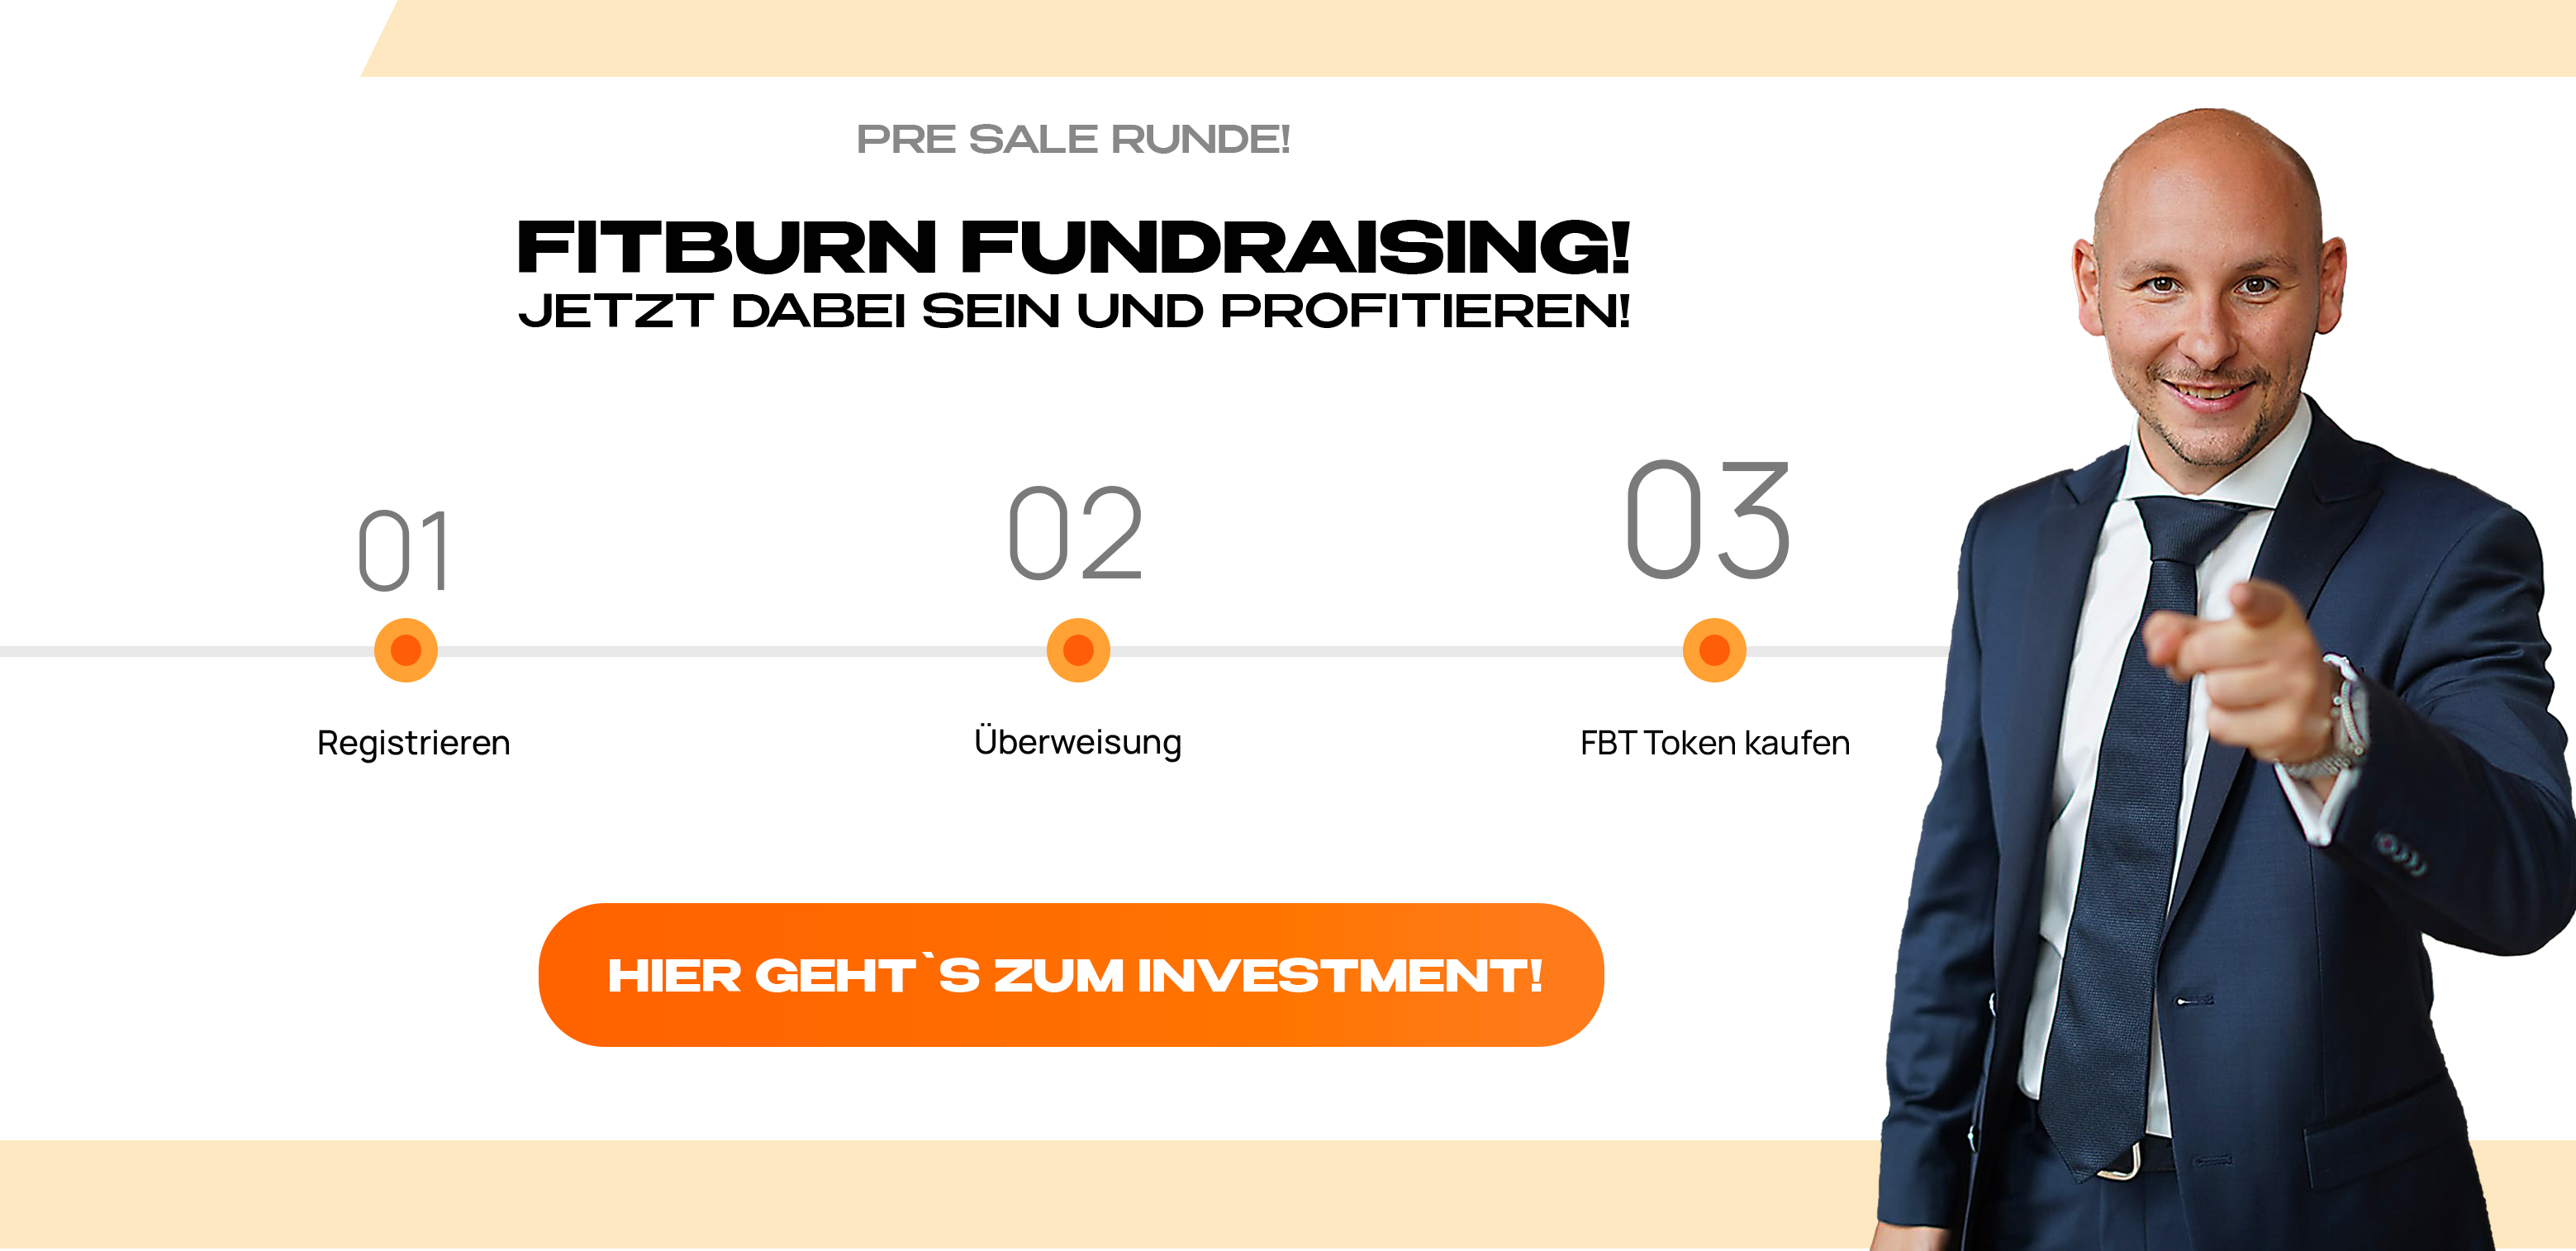 PRE SALE RUNDE!
FITBURN FUNDRAISING!
JETZT DABEI SEIN UND PROFITIEREN!
01
02
03
Registrieren
Überweisung
FBT Token kaufen
HIER GEHT`S ZUM INVESTMENT!